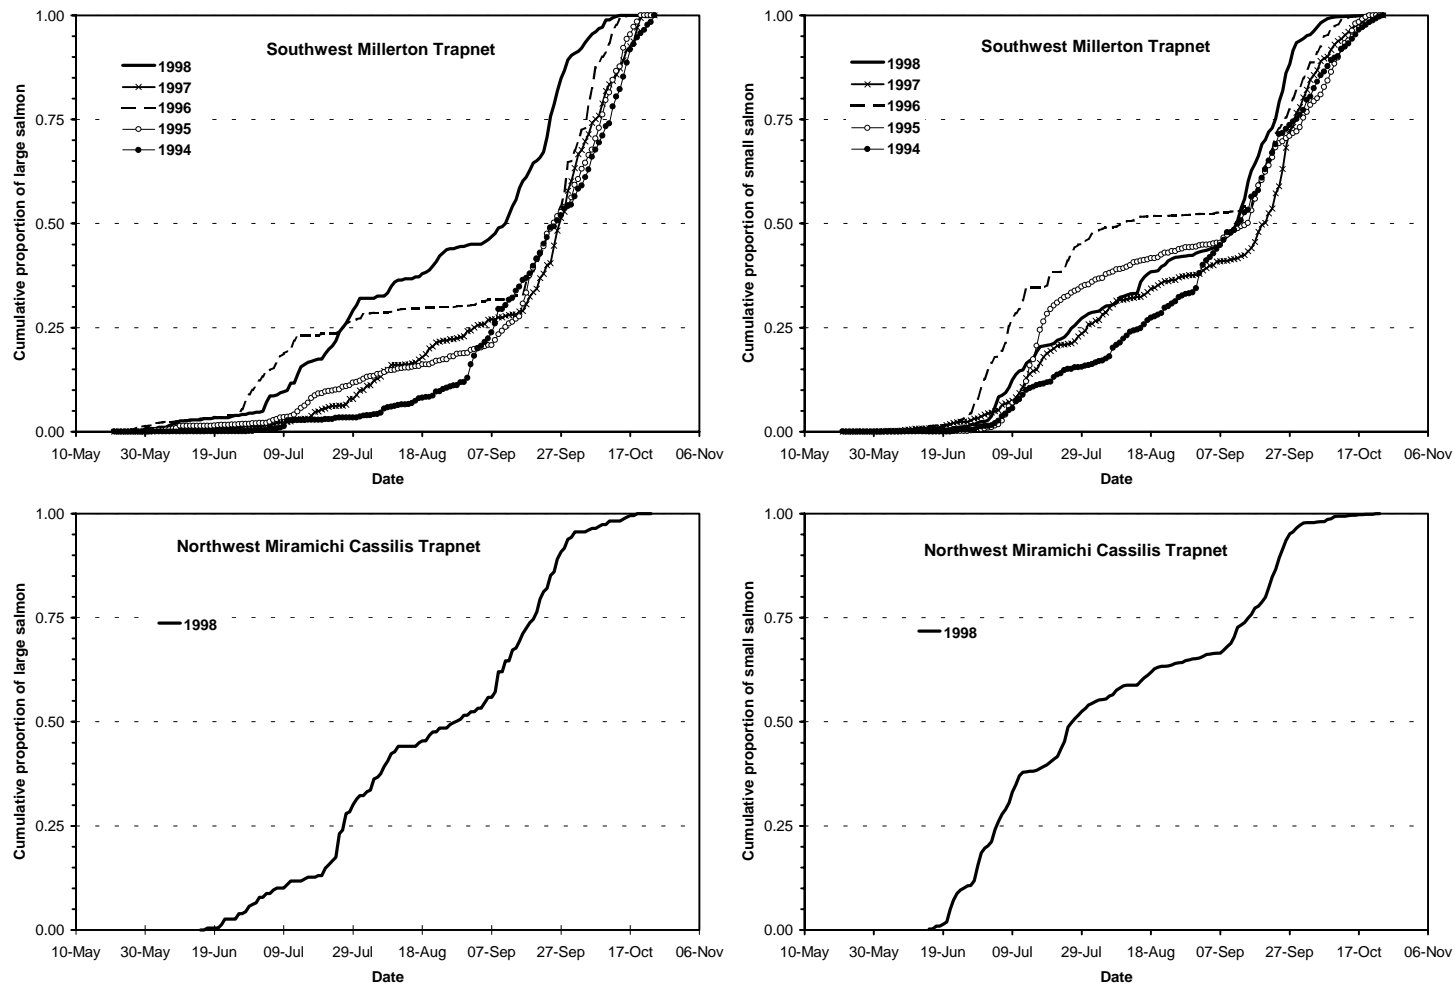 Southwest Millerton Trapnet
1998
1997
1996
1995
1994
Cumulative proportion of large salmon
1.00
0.75
0.50
0.25
0.00
10-May 30-May 19-Jun 09-Jul 29-Jul 18-Aug 07-Sep 27-Sep 17-Oct 06-Nov
Date
Southwest Millerton Trapnet
1998
1997
1996
1995
1994
Cumulative proportion of small salmon
1.00
0.75
0.50
0.25
0.00
10-May 30-May 19-Jun 09-Jul 29-Jul 18-Aug 07-Sep 27-Sep 17-Oct 06-Nov
Date
Northwest Miramichi Cassilis Trapnet
1998
Cumulative proportion of large salmon
1.00
0.75
0.50
0.25
0.00
10-May 30-May 19-Jun 09-Jul 29-Jul 18-Aug 07-Sep 27-Sep 17-Oct 06-Nov
Date
Northwest Miramichi Cassilis Trapnet
1998
Cumulative proportion of small salmon
1.00
0.75
0.50
0.25
0.00
10-May 30-May 19-Jun 09-Jul 29-Jul 18-Aug 07-Sep 27-Sep 17-Oct 06-Nov
Date